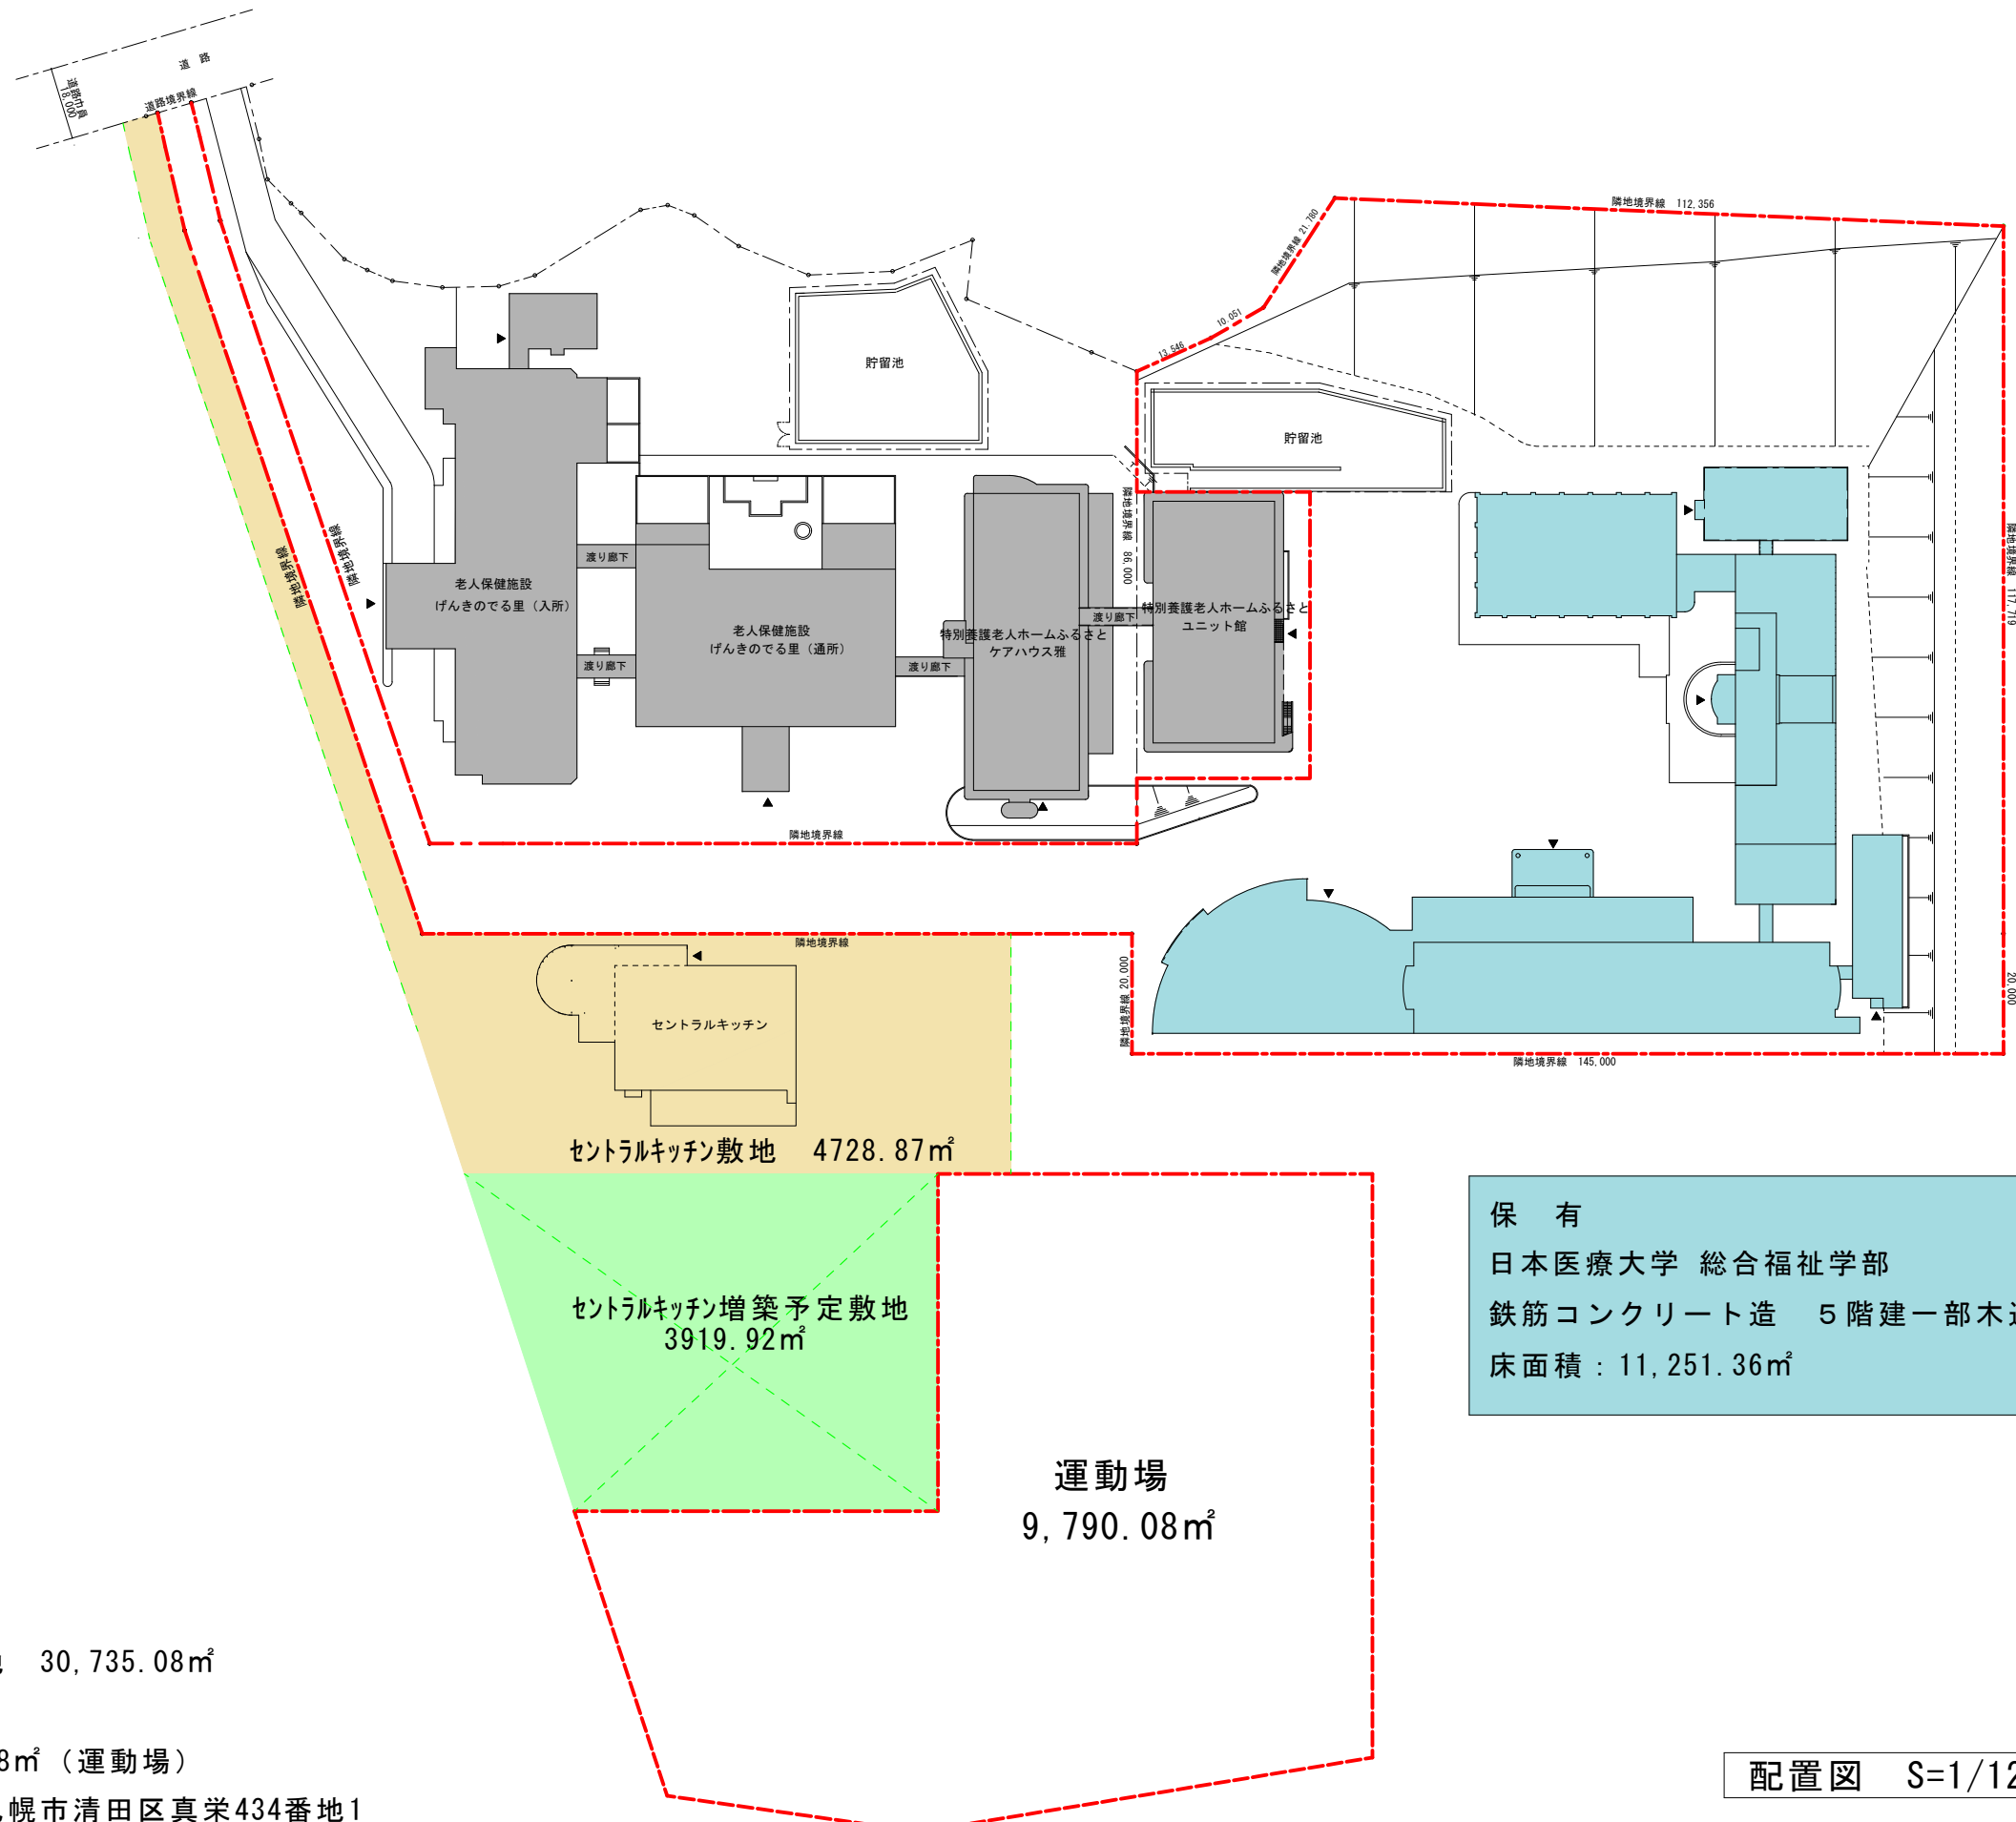 道 路
道路巾員
18,000
道路境界線
隣地境界線 112,356
隣地境界線 21.780
10.051
13.546
貯留池
貯留池
隣地境界線 86,000
隣地境界線 117.719
隣地境界線
隣地境界線
渡り廊下
老人保健施設
げんきのでる里（入所）
老人保健施設
げんきのでる里（通所）
渡り廊下
渡り廊下
特別養護老人ホームふるさと
ケアハウス雅
渡り廊下
特別養護老人ホームふるさと
ユニット館
隣地境界線
隣地境界線
隣地境界線 20,000
20,000
隣地境界線 145,000
セントラルキッチン
セントラルキッチン敷地 4728.87㎡
セントラルキッチン増築予定敷地
3919.92㎡
保 有
日本医療大学 総合福祉学部
鉄筋コンクリート造 ５階建一部木
床面積：11,251.36㎡
運動場
9,790.08㎡
30,735.08㎡
8㎡（運動場）
幌市清田区真栄434番地1
配置図 S=1/12